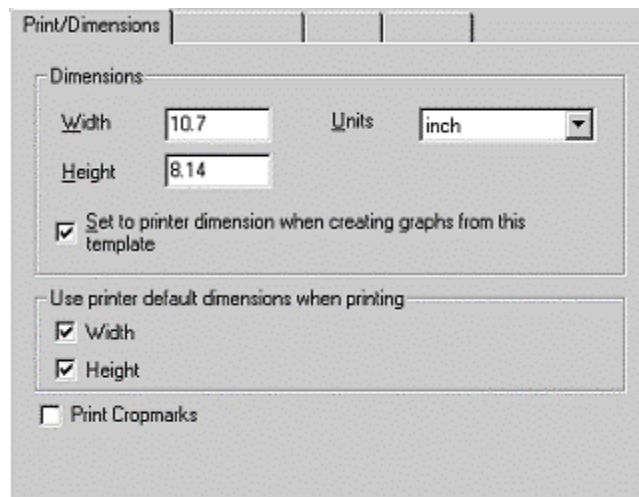 Print/Dimensions
Dimensions
Width 10.7 Units inch
Height 8.14
Set to printer dimension when creating graphs from this
template
Use printer default dimensions when printing
Width
Height
Print Cropmarks